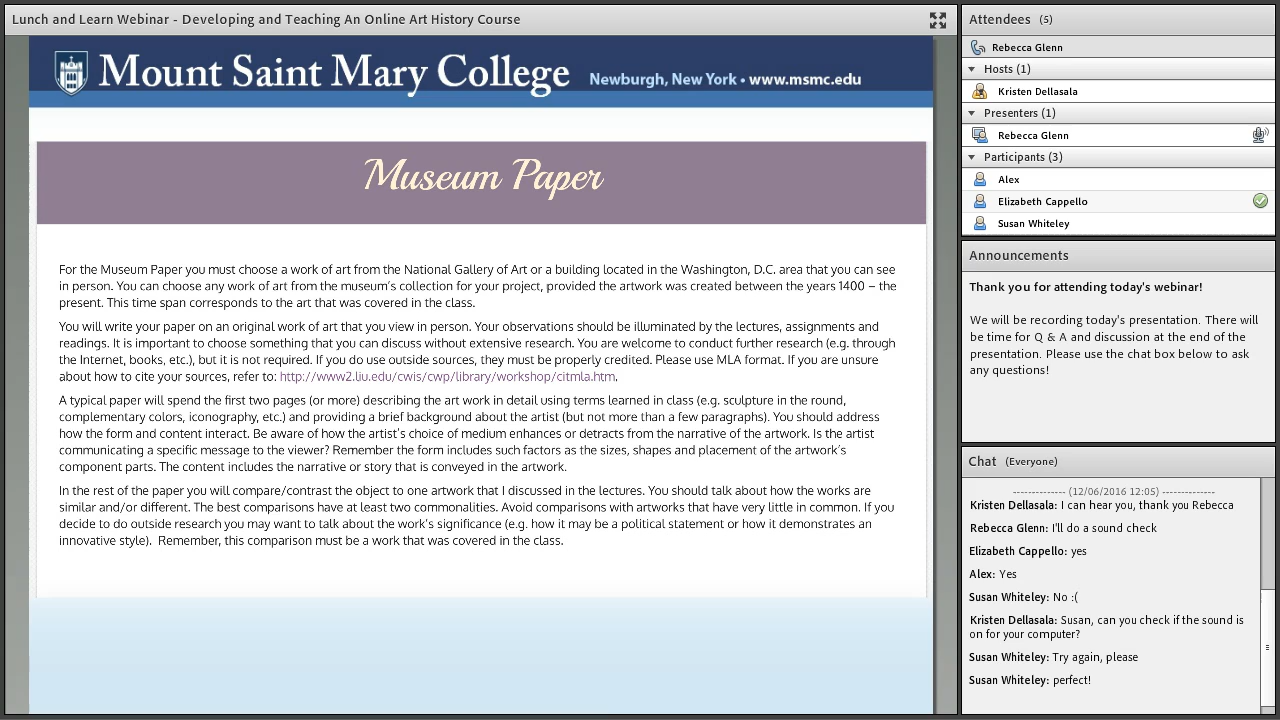 Lunch and Learn Webinar - Developing and Teaching An Online Art History Course
Mount Saint Mary College Newburgh, New York • www.msmc.edu
Museum Paper
For the Museum Paper you must choose a work of art from the National Gallery of Art or a building located in the Washington, D.C. area that you can see
in person. You can choose any work of art from the museum's collection for your project, provided the artwork was created between the years 1400 – the
present. This time span corresponds to the art that was covered in the class.
You will write your paper on an original work of art that you view in person. Your observations should be illuminated by the lectures, assignments and
readings. It is important to choose something that you can discuss without extensive research. You are welcome to conduct further research (e.g. through
the Internet, books, etc.), but it is not required. If you do use outside sources, they must be properly credited. Please use MLA format. If you are unsure
about how to cite your sources, refer to: http://www2.liu.edu/cwis/cwp/library/workshop/citmla.htm.
A typical paper will spend the first two pages (or more) describing the art work in detail using terms learned in class (e.g. sculpture in the round,
complementary colors, iconography, etc.) and providing a brief background about the artist (but not more than a few paragraphs). You should address
how the form and content interact. Be aware of how the artist's choice of medium enhances or detracts from the narrative of the artwork. Is the artist
communicating a specific message to the viewer? Remember the form includes such factors as the sizes, shapes and placement of the artwork's
component parts. The content includes the narrative or story that is conveyed in the artwork.
In the rest of the paper you will compare/contrast the object to one artwork that I discussed in the lectures. You should talk about how the works are
similar and/or different. The best comparisons have at least two commonalities. Avoid comparisons with artworks that have very little in common. If you
decide to do outside research you may want to talk about the work's significance (e.g. how it may be a political statement or how it demonstrates an
innovative style). Remember, this comparison must be a work that was covered in the class.
Attendees (5)
Rebecca Glenn
Hosts (1)
Kristen Dellasala
Presenters (1)
Rebecca Glenn
Participants (3)
Alex
Elizabeth Cappello
Susan Whiteley
Announcements
Thank you for attending today's webinar!
We will be recording today's presentation. There will
be time for Q & A and discussion at the end of the
presentation. Please use the chat box below to ask
any questions!
Chat (Everyone)
-------------- (12/06/2016 12:05) --------------
Kristen Dellasala: I can hear you, thank you Rebecca
Rebecca Glenn: I'll do a sound check
Elizabeth Cappello: yes
Alex: Yes
Susan Whiteley: No :(
Kristen Dellasala: Susan, can you check if the sound is
on for your computer?
Susan Whiteley: Try again, please
Susan Whiteley: perfect!